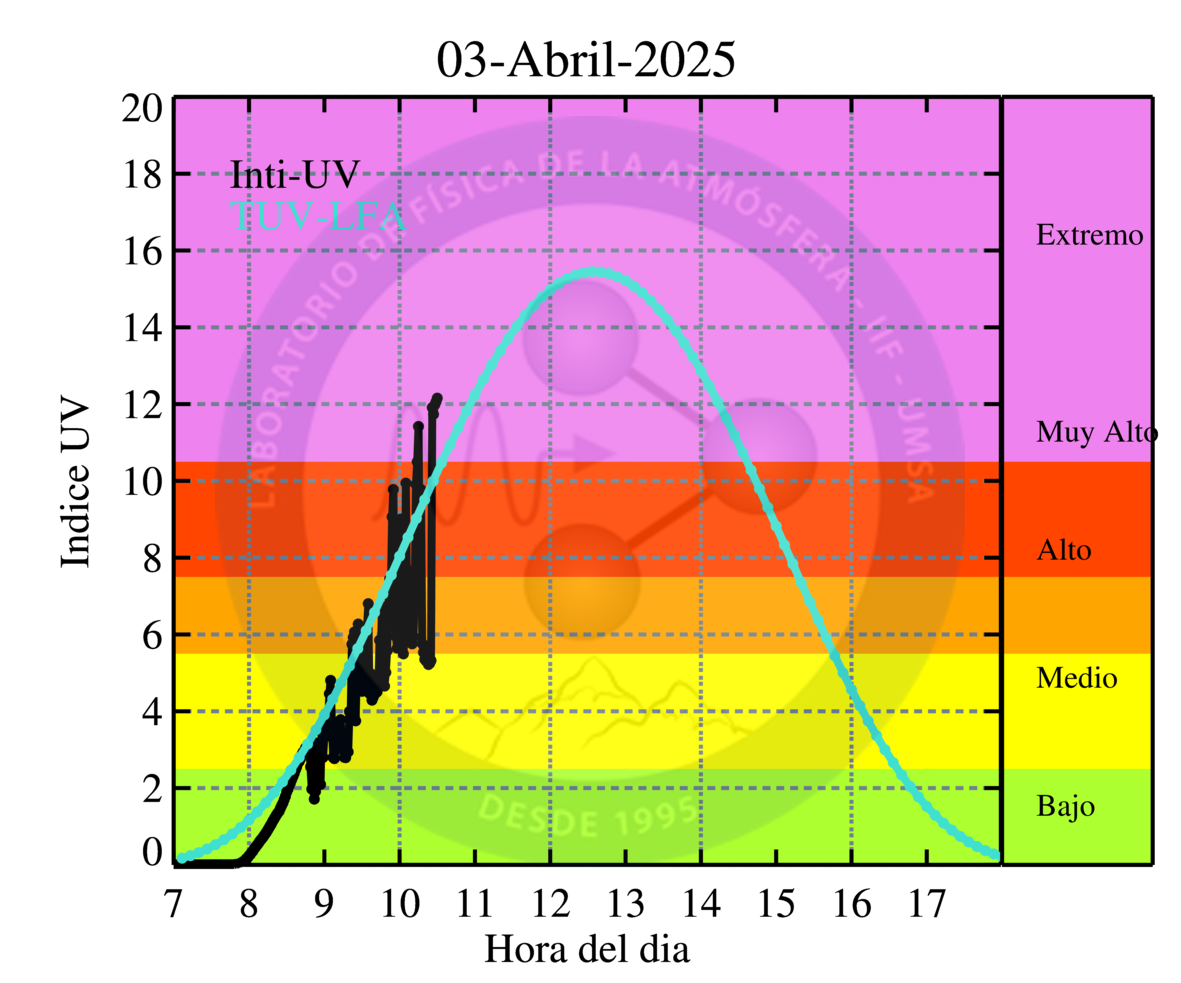 03-Abril-2025
20
18
16
14
12
10
8
6
4
2
0
Indice UV
Inti-UV
TUV-LFA
LABORATORIO DE FÍSICA DE LA ATMÓSFERA - IIF - UMSA
DESDE 1995
Extremo
Muy Alto
Alto
Medio
Bajo
7 8 9 10 11 12 13 14 15 16 17
Hora del dia